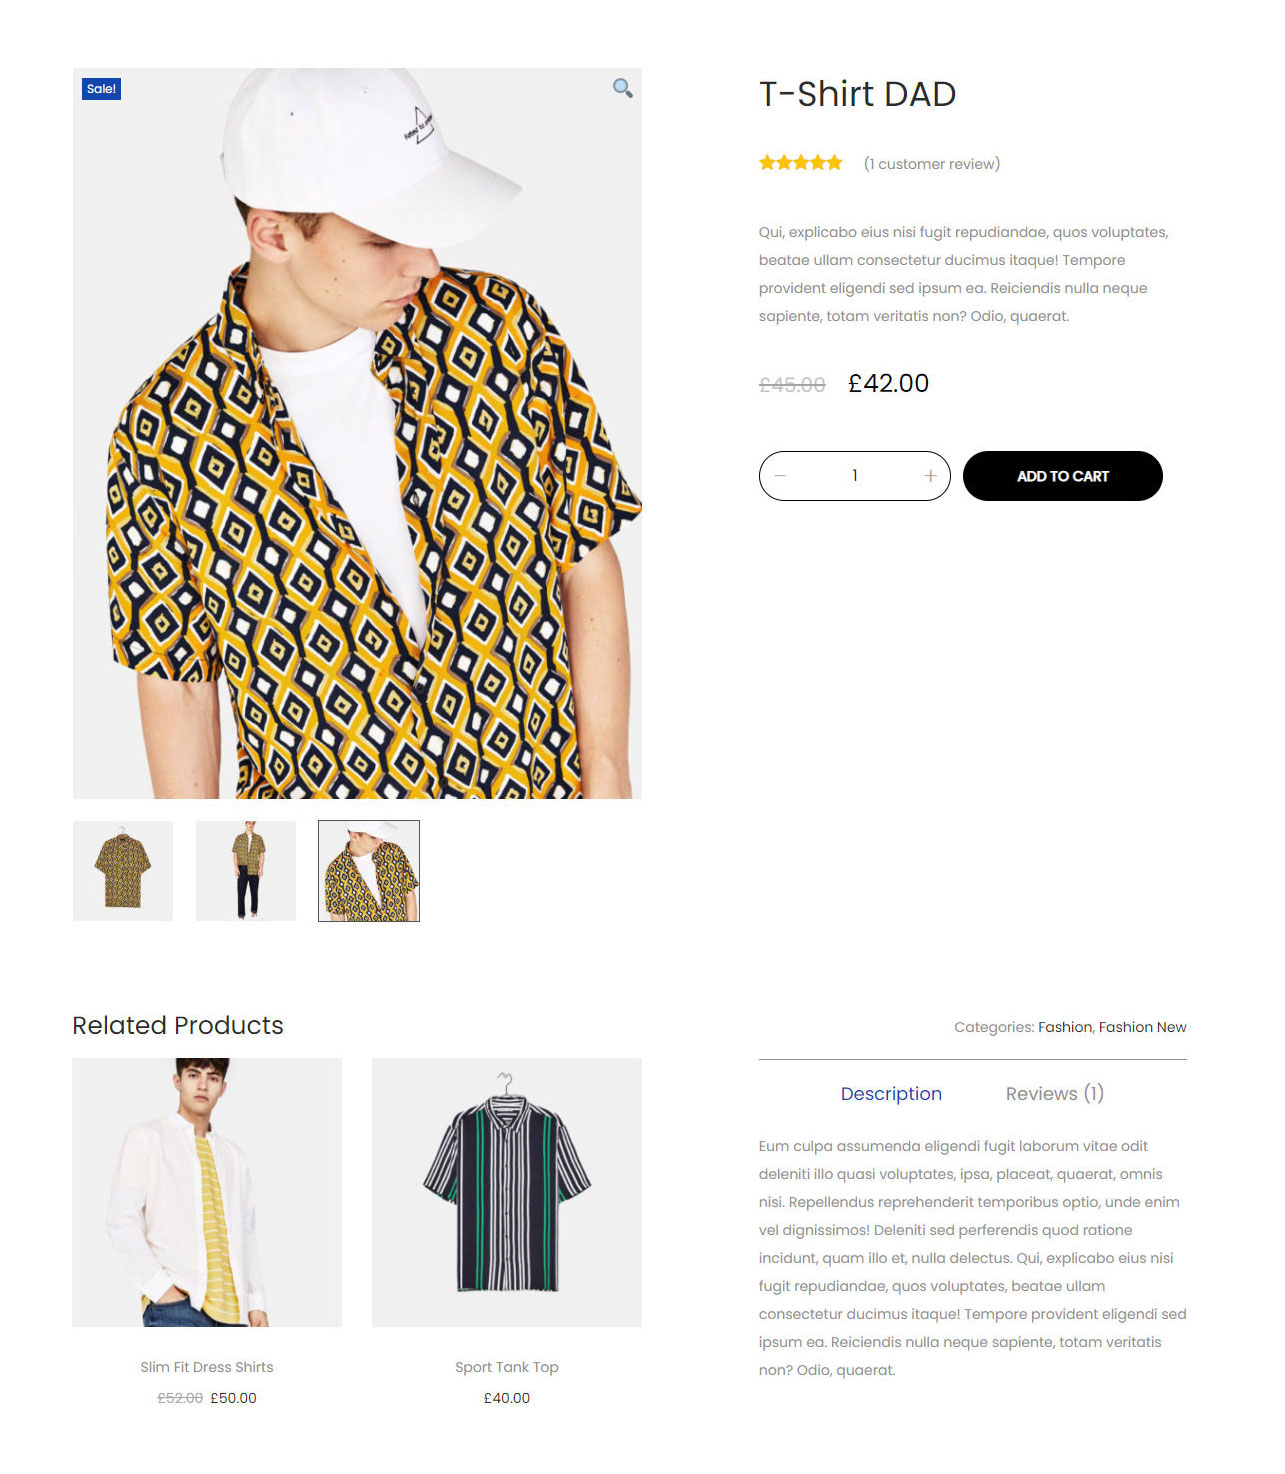 Sale!
T-Shirt DAD
(1 customer review)
Qui, explicabo eius nisi fugit repudiandae, quos voluptates,
beatae ullam consectetur ducimus itaque! Tempore
provident eligendi sed ipsum ea. Reiciendis nulla neque
sapiente, totam veritatis non? Odio, quaerat.
£45.00 £42.00
− 1 +
ADD TO CART
Related Products
Slim Fit Dress Shirts
£52.00 £50.00
Sport Tank Top
£40.00
Categories: Fashion, Fashion New
Description Reviews (1)
Eum culpa assumenda eligendi fugit laborum vitae odit
deleniti illo quasi voluptates, ipsa, placeat, quaerat, omnis
nisi. Repellendus reprehenderit temporibus optio, unde enim
vel dignissimos! Deleniti sed perferendis quod ratione
incidunt, quam illo et, nulla delectus. Qui, explicabo eius nisi
fugit repudiandae, quos voluptates, beatae ullam
consectetur ducimus itaque! Tempore provident eligendi sed
ipsum ea. Reiciendis nulla neque sapiente, totam veritatis
non? Odio, quaerat.